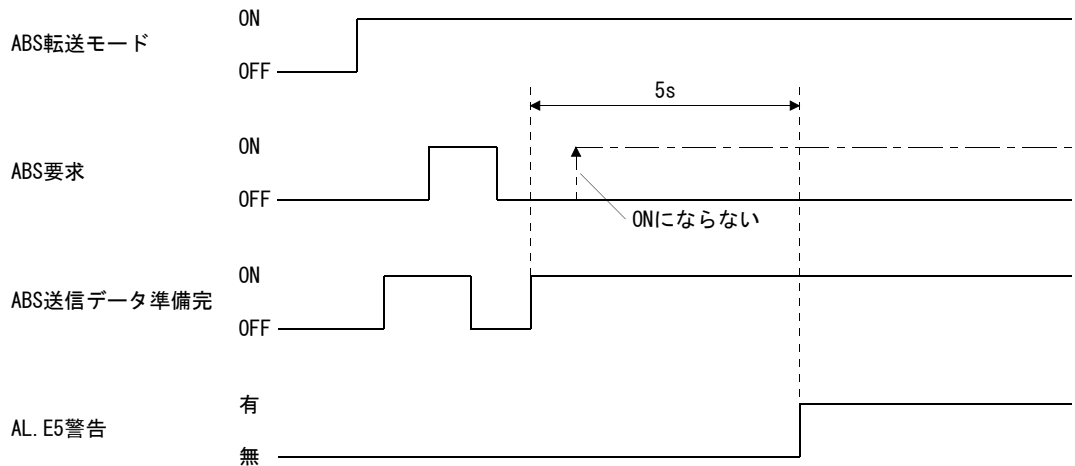 ABS転送モード
ON
OFF
5s
ABS要求
ON
OFF
ONにならない
ABS送信データ準備完
ON
OFF
AL.E5警告
有
無